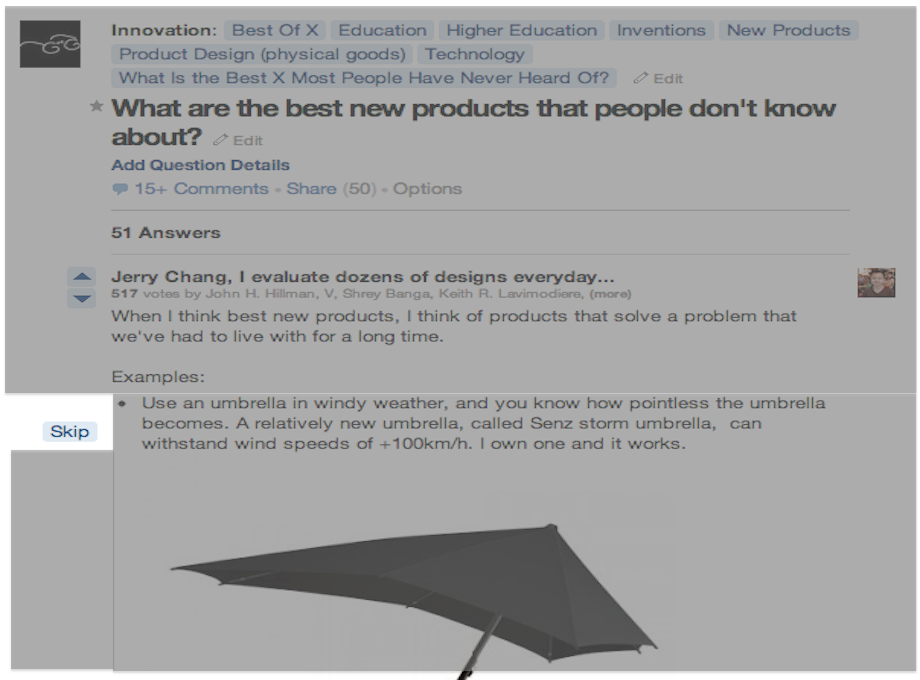 Innovation: Best Of X Education Higher Education Inventions New Products
Product Design (physical goods) Technology
What Is the Best X Most People Have Never Heard Of? Edit
What are the best new products that people don't know
about? Edit
Add Question Details
15+ Comments • Share (50) • Options
51 Answers
Jerry Chang, I evaluate dozens of designs everyday...
517 votes by John H. Hillman, V, Shrey Banga, Keith R. Lavimodiere, (more)
When I think best new products, I think of products that solve a problem that
we've had to live with for a long time.
Examples:
• Use an umbrella in windy weather, and you know how pointless the umbrella
becomes. A relatively new umbrella, called Senz storm umbrella, can
Skip
withstand wind speeds of +100km/h. I own one and it works.